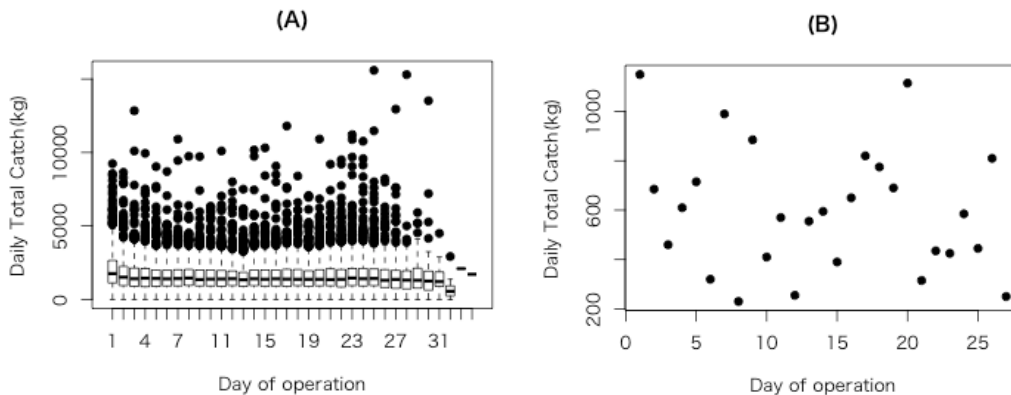 (A)
Daily Total Catch(kg)
0 5000 10000
1 4 7 11 15 19 23 27 31
Day of operation
(B)
Daily Total Catch(kg)
200 600 1000
0 5 10 15 20 25
Day of operation